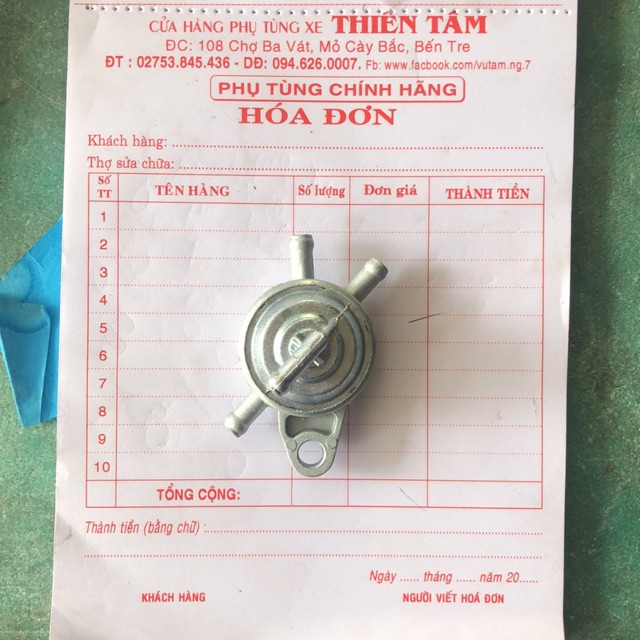 CỬA HÀNG PHỤ TÙNG XE THIÊN TÂM
ĐC: 108 Chợ Ba Vát, Mỏ Cày Bắc, Bến Tre
ĐT : 02753.845.436 - DĐ: 094.626.0007. Fb: www.facbook.com/vutam.ng.7
PHỤ TÙNG CHÍNH HÃNG
HÓA ĐƠN
Khách hàng:
Thợ sửa chữa:
Số TT TÊN HÀNG Số lượng Đơn giá THÀNH TIỀN
1
2
3
4
5
6
7
8
9
10
TỔNG CỘNG:
Thành tiền (bằng chữ) :
Ngày ...... tháng ...... năm 20......
KHÁCH HÀNG NGƯỜI VIẾT HOÁ ĐƠN